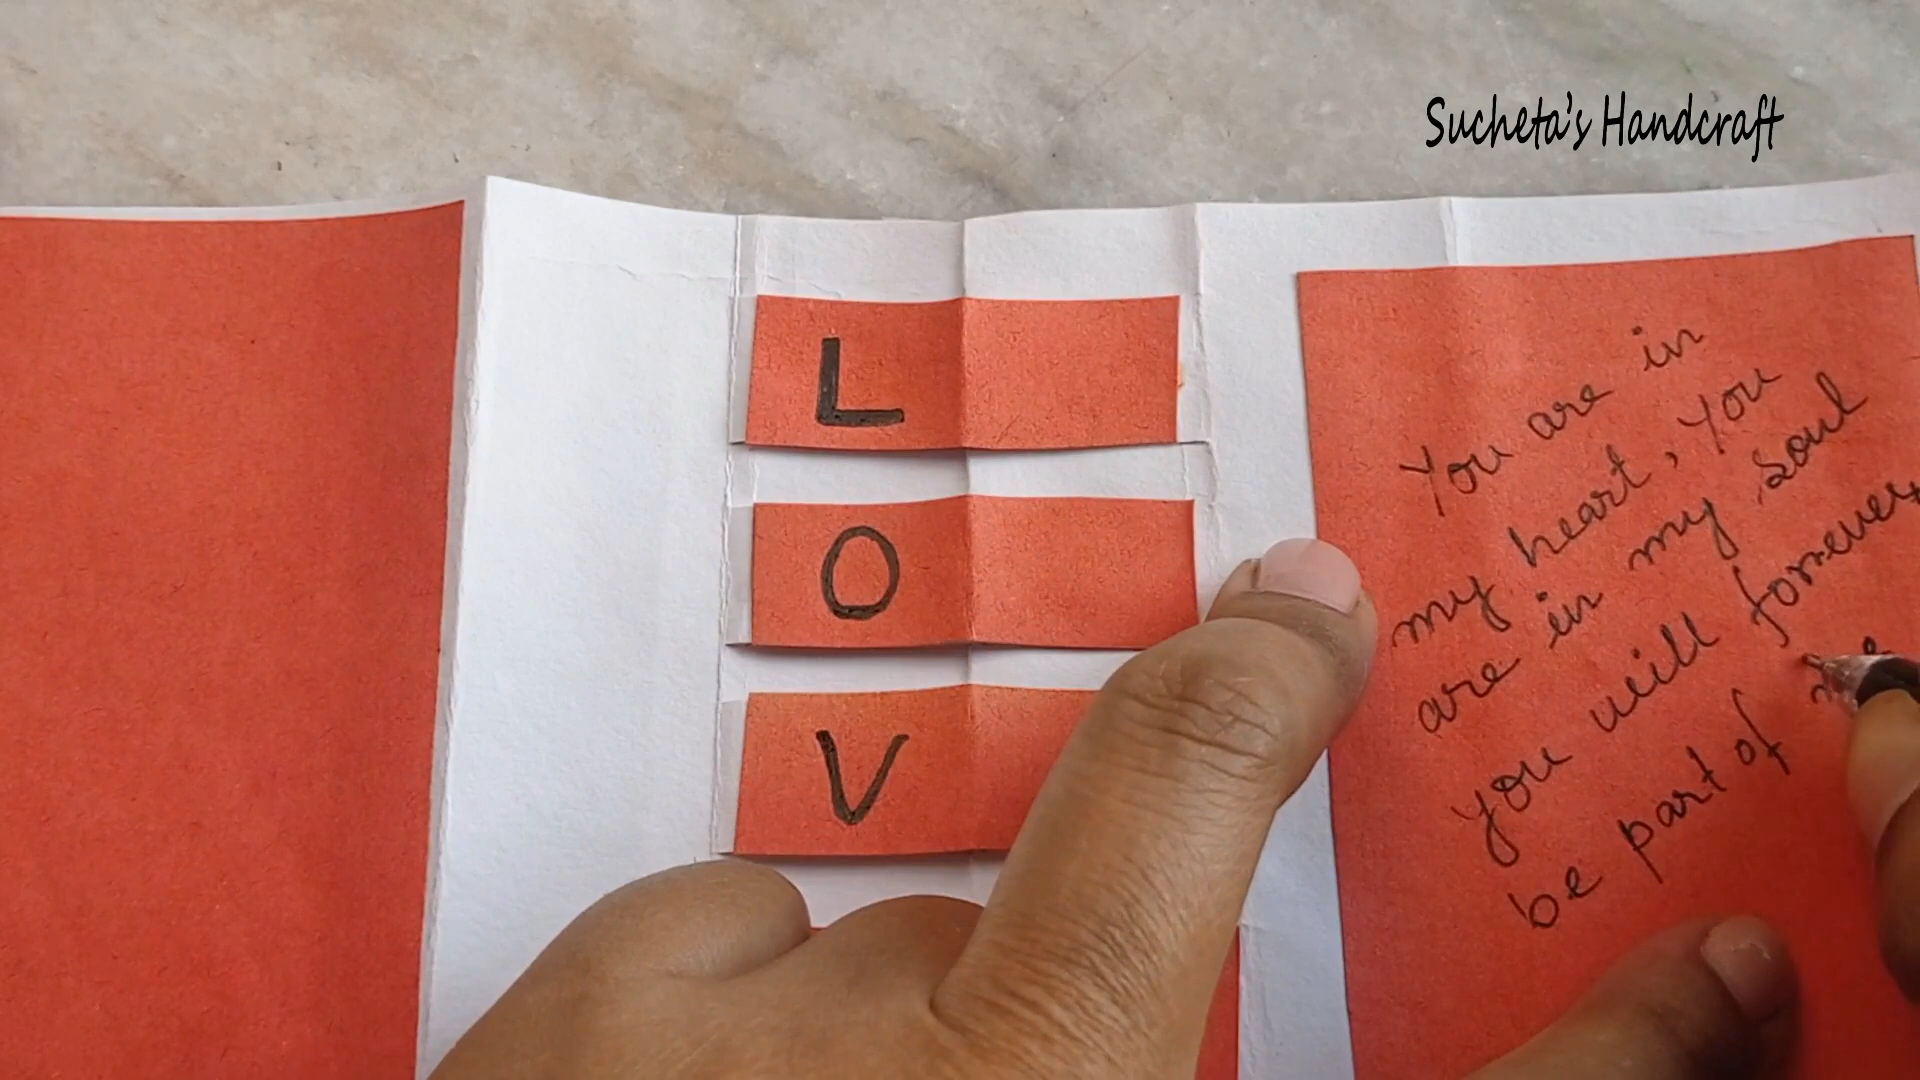 Sucheta's Handcraft
L
O
V
You are in
my heart, You
are in my soul
you will forever
be part of